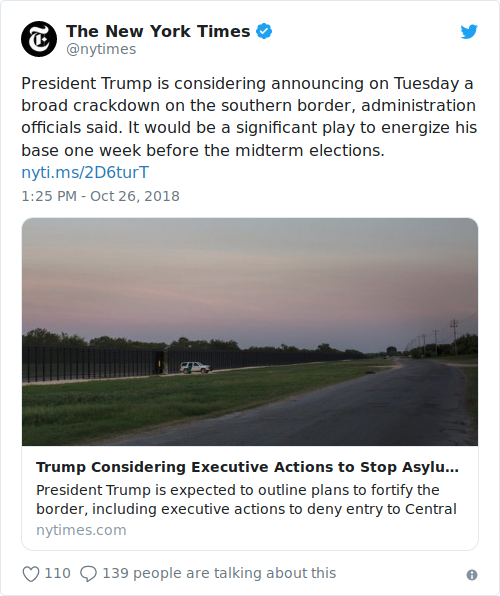 The New York Times
@nytimes
President Trump is considering announcing on Tuesday a
broad crackdown on the southern border, administration
officials said. It would be a significant play to energize his
base one week before the midterm elections.
nyti.ms/2D6turT
1:25 PM - Oct 26, 2018
Trump Considering Executive Actions to Stop Asylu…
President Trump is expected to outline plans to fortify the
border, including executive actions to deny entry to Central
nytimes.com
110 139 people are talking about this